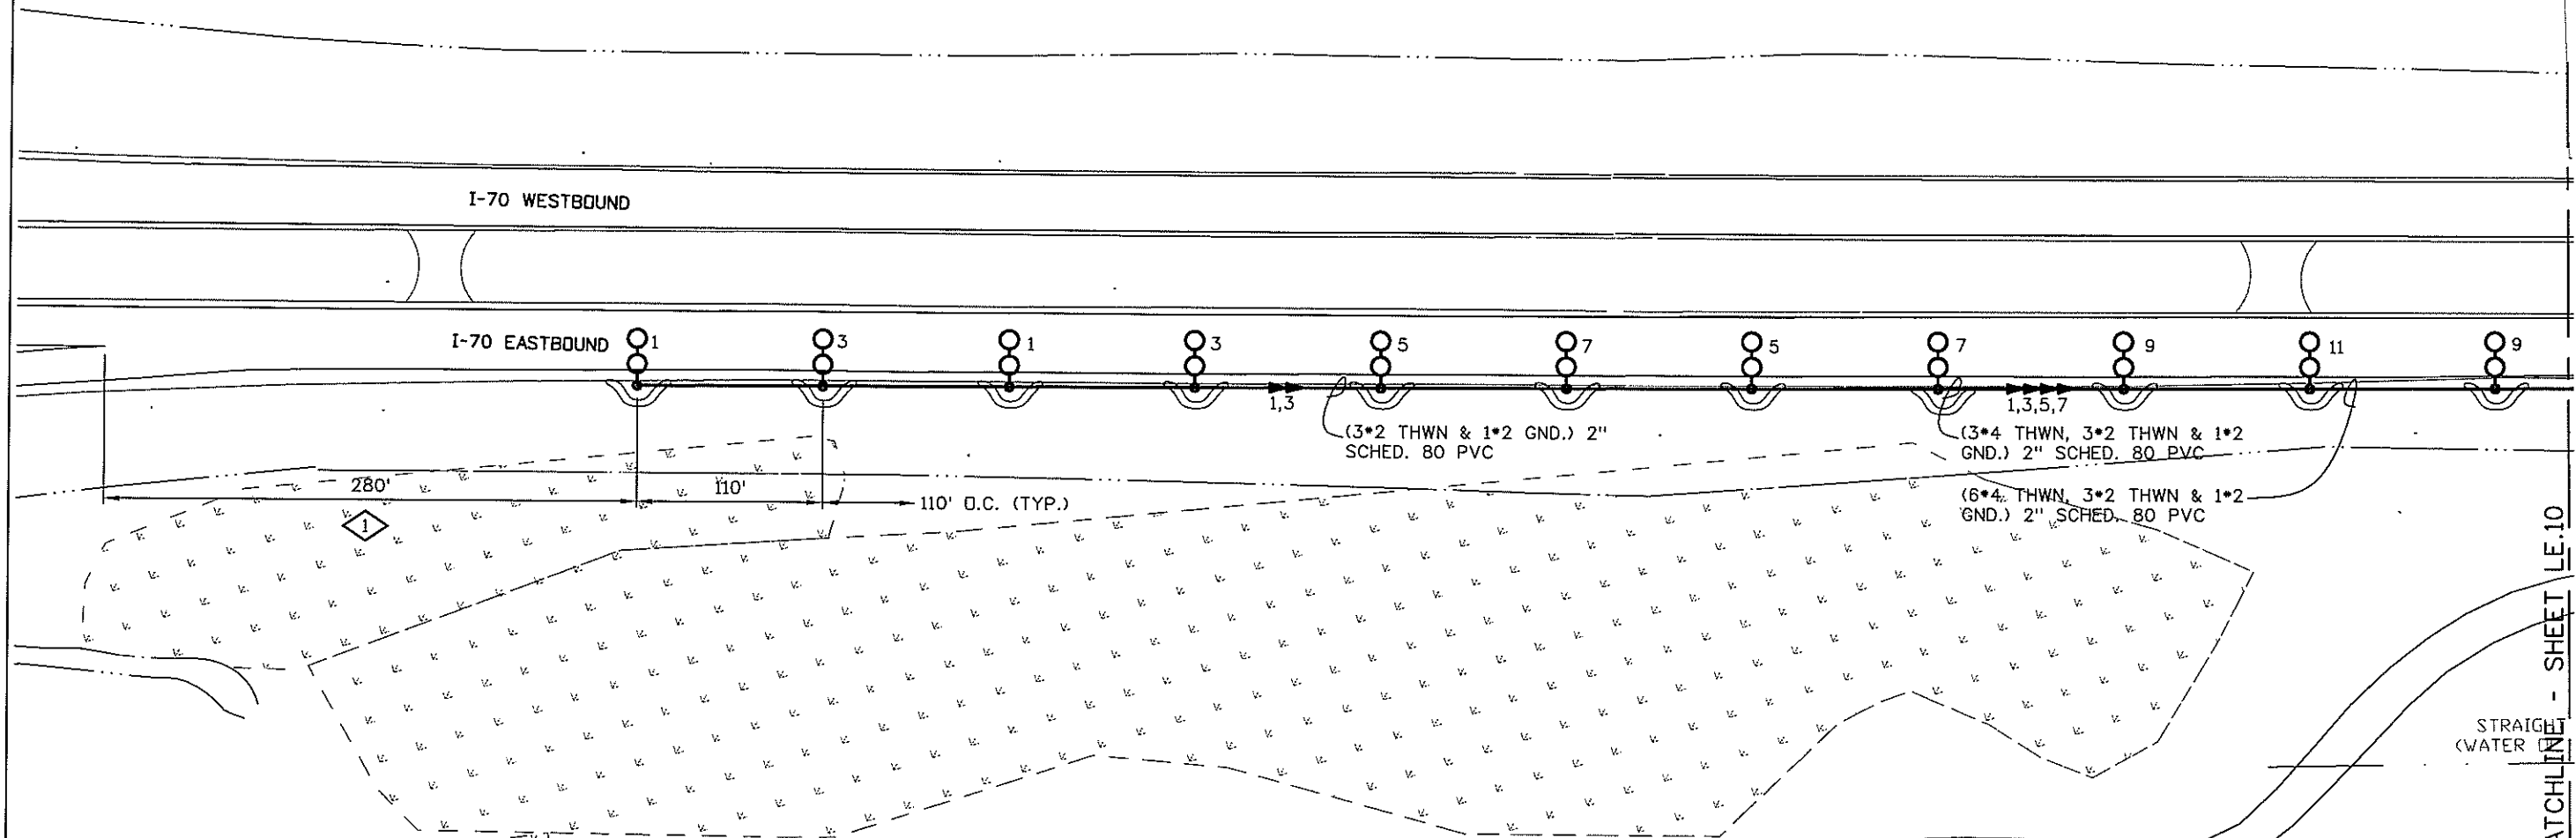 I-70 WESTBOUND
I-70 EASTBOUND
1
3
1
3
5
7
5
7
9
11
9
1,3
1,3,5,7
(3#2 THWN & 1#2 GND.) 2"
SCHED. 80 PVC
(3#4 THWN, 3#2 THWN & 1#2
GND.) 2" SCHED. 80 PVC
280'
110'
110' O.C. (TYP.)
1
(6#4 THWN, 3#2 THWN & 1#2
GND.) 2" SCHED. 80 PVC
STRAIGHT
(WATER
ATCHLINE - SHEET LE.10